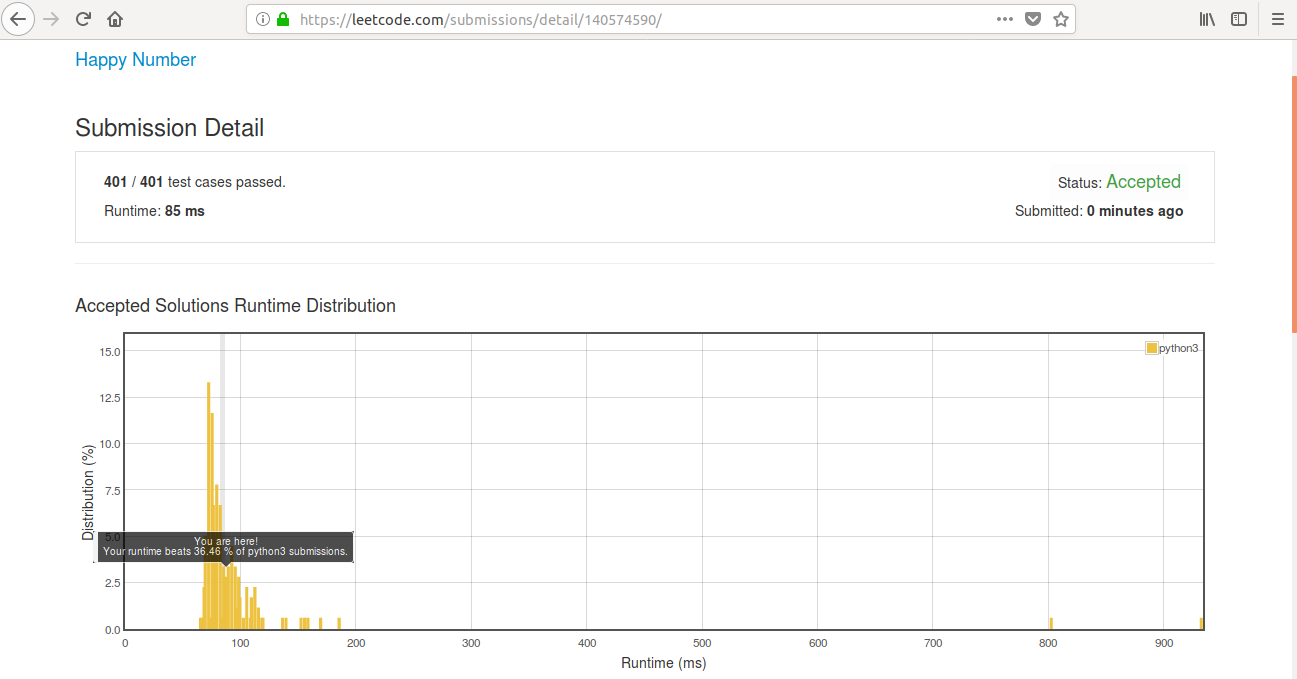 https://leetcode.com/submissions/detail/140574590/
Happy Number
Submission Detail
401 / 401 test cases passed.
Status: Accepted
Runtime: 85 ms
Submitted: 0 minutes ago
Accepted Solutions Runtime Distribution
python3
15.0
12.5
10.0
7.5
5.0
2.5
0.0
Distribution (%)
You are here!
Your runtime beats 36.46 % of python3 submissions.
0 100 200 300 400 500 600 700 800 900
Runtime (ms)